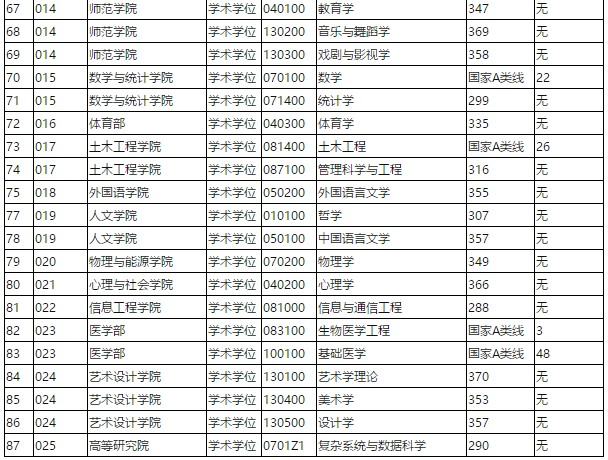 67 014 师范学院 学术学位 040100 教育学 347 无
68 014 师范学院 学术学位 130200 音乐与舞蹈学 369 无
69 014 师范学院 学术学位 130300 戏剧与影视学 358 无
70 015 数学与统计学院 学术学位 070100 数学 国家A类线 22
71 015 数学与统计学院 学术学位 071400 统计学 299 无
72 016 体育部 学术学位 040300 体育学 335 无
73 017 土木工程学院 学术学位 081400 土木工程 国家A类线 26
74 017 土木工程学院 学术学位 087100 管理科学与工程 316 无
75 018 外国语学院 学术学位 050200 外国语言文学 355 无
77 019 人文学院 学术学位 010100 哲学 307 无
78 019 人文学院 学术学位 050100 中国语言文学 357 无
79 020 物理与能源学院 学术学位 070200 物理学 349 无
80 021 心理与社会学院 学术学位 040200 心理学 366 无
81 022 信息工程学院 学术学位 081000 信息与通信工程 288 无
82 023 医学部 学术学位 083100 生物医学工程 国家A类线 3
83 023 医学部 学术学位 100100 基础医学 国家A类线 48
84 024 艺术设计学院 学术学位 130100 艺术学理论 370 无
85 024 艺术设计学院 学术学位 130400 美术学 353 无
86 024 艺术设计学院 学术学位 130500 设计学 357 无
87 025 高等研究院 学术学位 0701Z1 复杂系统与数据科学 290 无